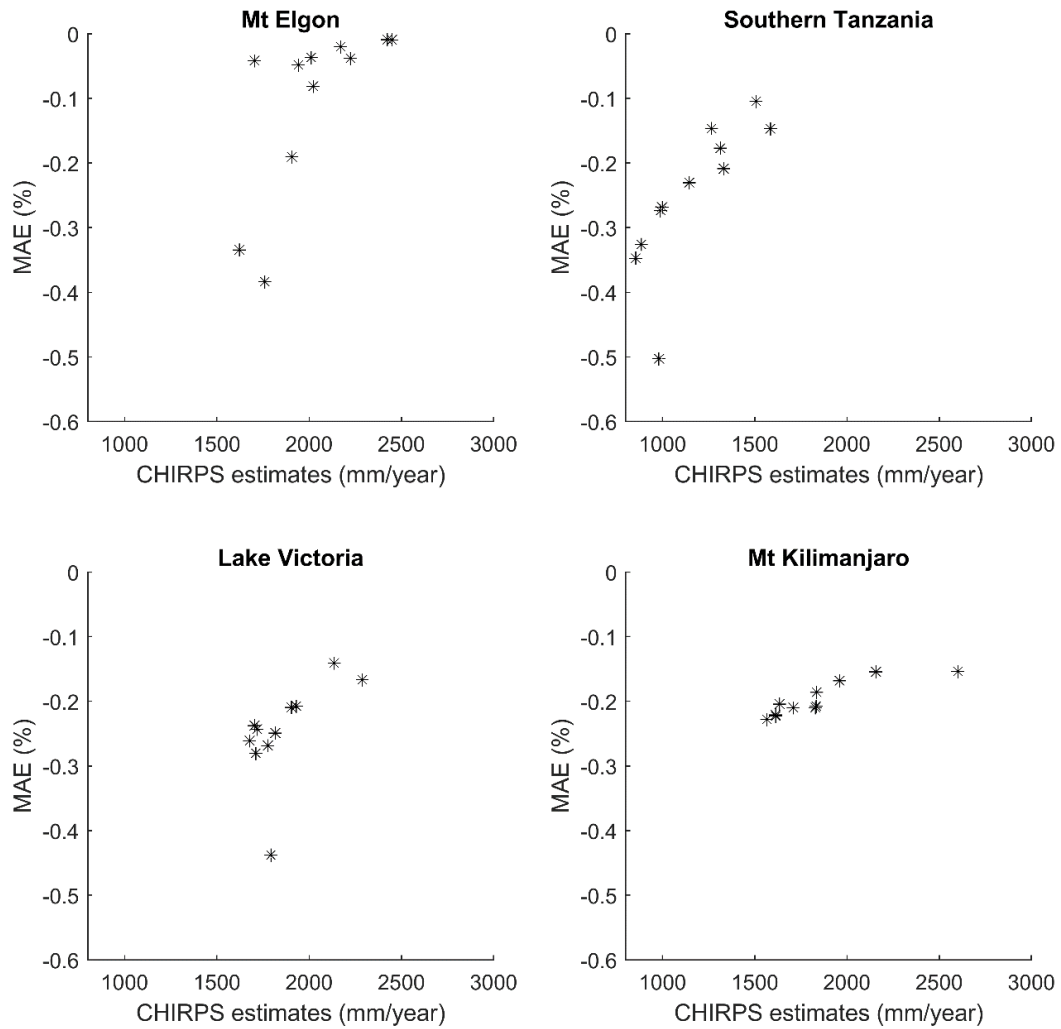 Mt Elgon
0
-0.1
-0.2
-0.3
-0.4
-0.5
-0.6
MAE (%)
1000 1500 2000 2500 3000
CHIRPS estimates (mm/year)
Southern Tanzania
0
-0.1
-0.2
-0.3
-0.4
-0.5
-0.6
MAE (%)
1000 1500 2000 2500 3000
CHIRPS estimates (mm/year)
Lake Victoria
0
-0.1
-0.2
-0.3
-0.4
-0.5
-0.6
MAE (%)
1000 1500 2000 2500 3000
CHIRPS estimates (mm/year)
Mt Kilimanjaro
0
-0.1
-0.2
-0.3
-0.4
-0.5
-0.6
MAE (%)
1000 1500 2000 2500 3000
CHIRPS estimates (mm/year)